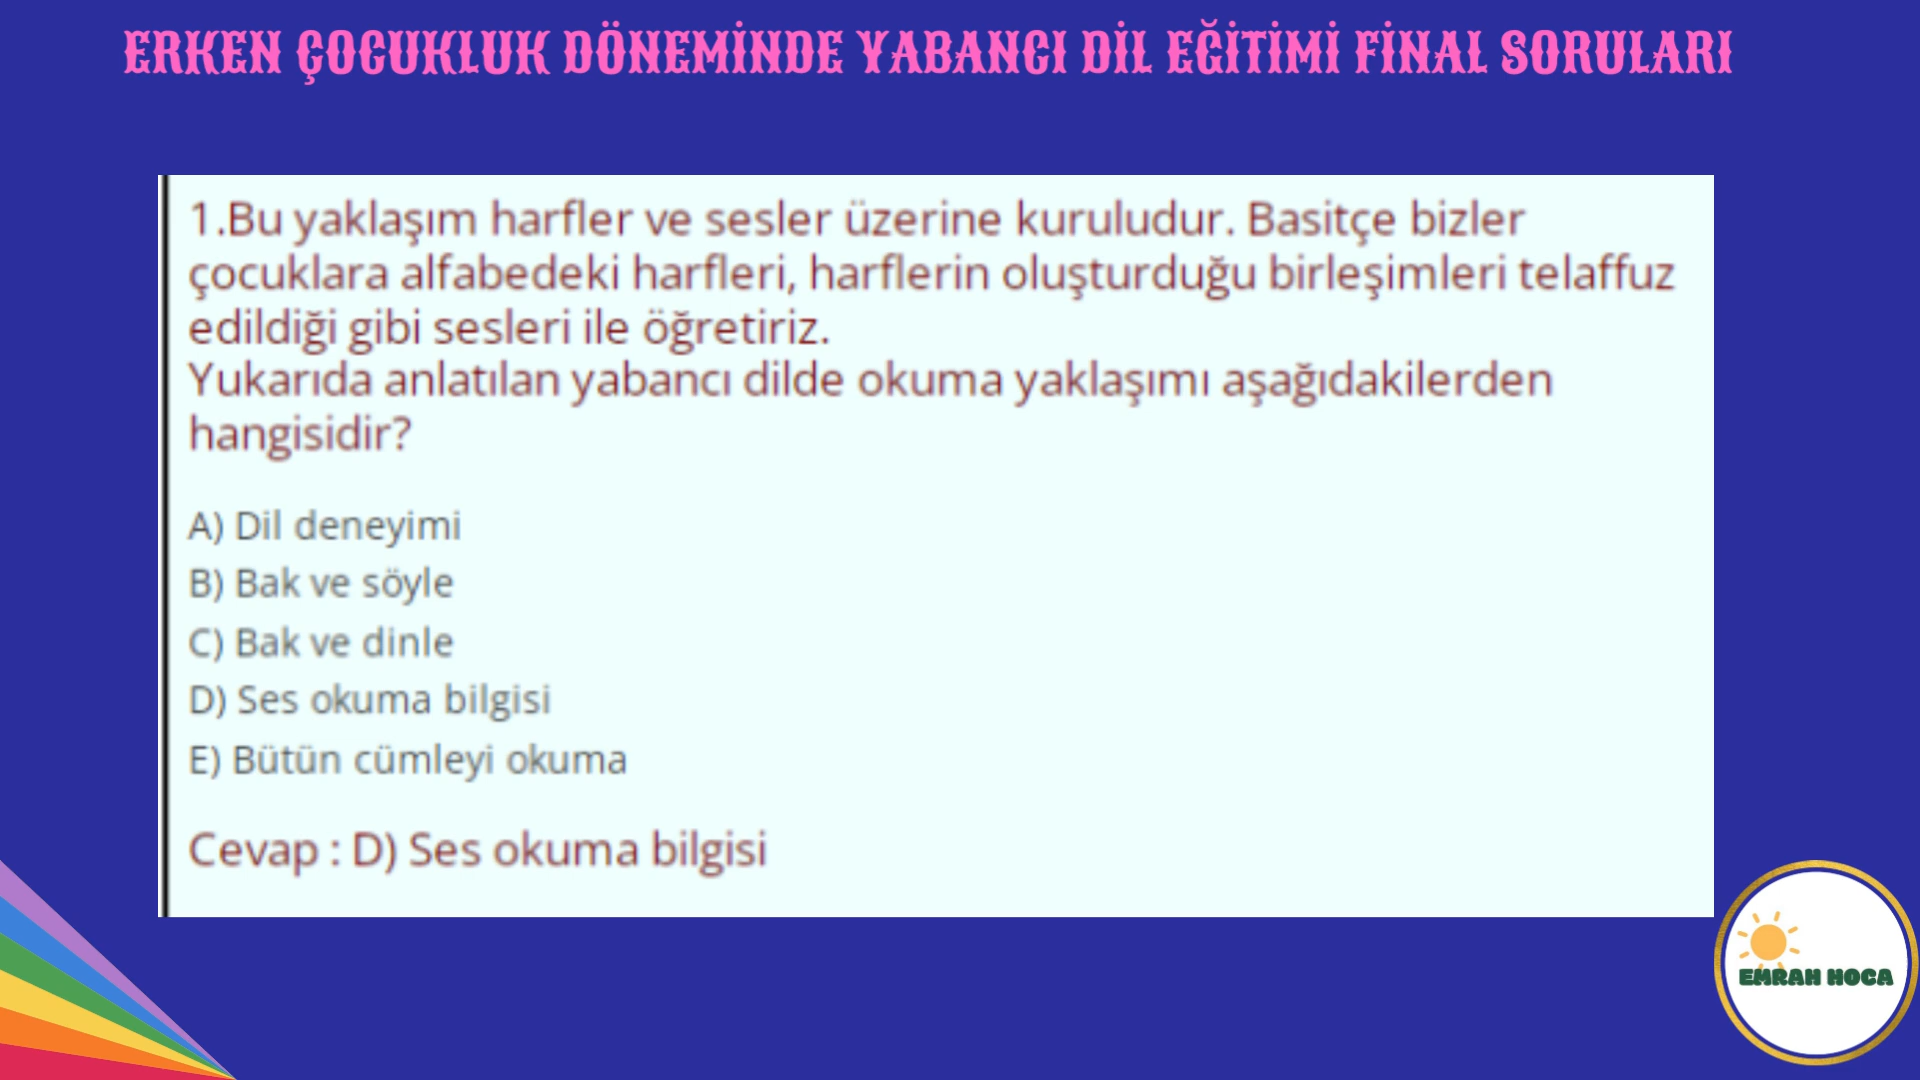 ERKEN ÇOCUKLUK DÖNEMİNDE YABANCI DİL EĞİTİMİ FİNAL SORULARI
1.Bu yaklaşım harfler ve sesler üzerine kuruludur. Basitçe bizler
çocuklara alfabedeki harfleri, harflerin oluşturduğu birleşimleri telaffuz
edildiği gibi sesleri ile öğretiriz.
Yukarıda anlatılan yabancı dilde okuma yaklaşımı aşağıdakilerden
hangisidir?
A) Dil deneyimi
B) Bak ve söyle
C) Bak ve dinle
D) Ses okuma bilgisi
E) Bütün cümleyi okuma
Cevap : D) Ses okuma bilgisi
EMRAH HOCA